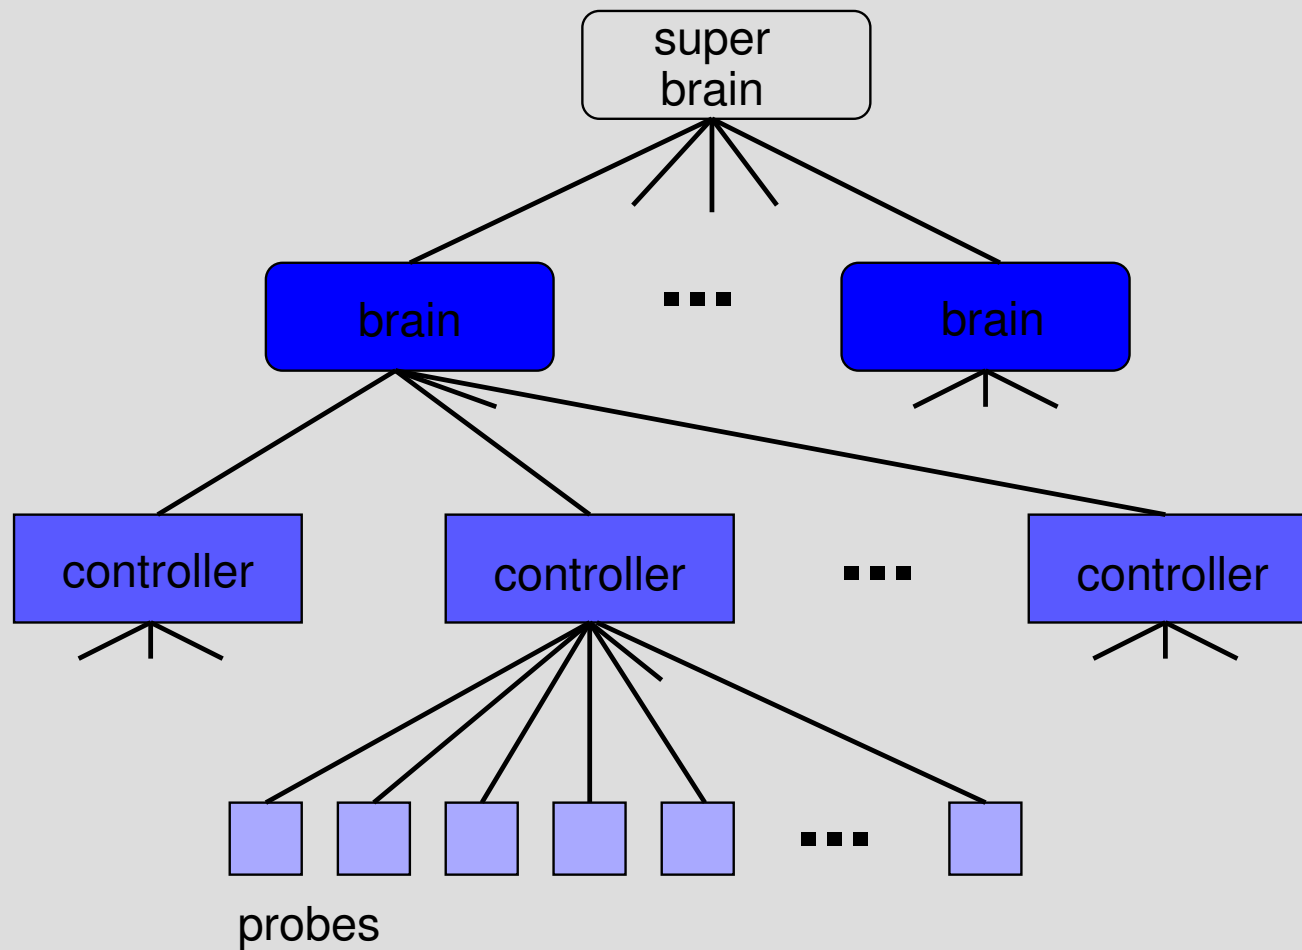 super
brain
brain
brain
controller
controller
controller
probes